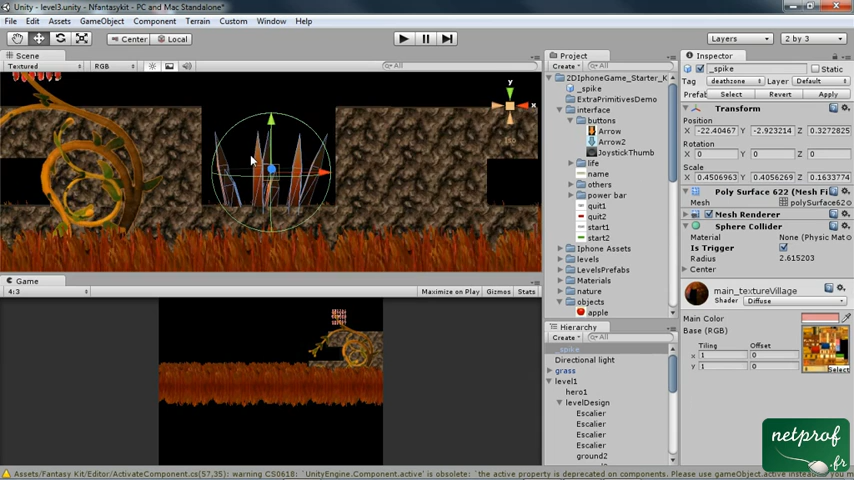 Unity - level3.unity - Nfantasykit - PC and Mac Standalone*
File Edit Assets GameObject Component Terrain Custom Window Help
Center Local Layers 2 by 3
Scene
Textured RGB All
y
x
Iso
Game
4:3 Maximize on Play Gizmos Stats
Project
Create All
2DIphoneGame_Starter_K
_spike
ExtraPrimitivesDemo
interface
buttons
Arrow
Arrow2
JoystickThumb
life
name
others
power bar
quit1
quit2
start1
start2
Iphone Assets
levels
LevelsPrefabs
Materials
nature
objects
apple
Hierarchy
Create All
_spike
Directional light
grass
level1
hero1
levelDesign
Escalier
Escalier
Escalier
Escalier
ground2
Inspector
_spike Static
Tag deathzone Layer Default
Prefab Select Revert Apply
Transform
Position
X -22.40467 Y -2.923214 Z 0.3272825
Rotation
X 0 Y 0 Z 0
Scale
X 0.4506963 Y 0.4056269 Z 0.1633774
Poly Surface 622 (Mesh Fi
Mesh polySurface62
Mesh Renderer
Sphere Collider
Material None (Physic Mat
Is Trigger
Radius 2.615203
Center
main_textureVillage
Shader Diffuse
Main Color
Base (RGB)
Tiling Offset
x 1 0
y 1 0
Select
netprof
.fr
Assets/Fantasy Kit/Editor/ActivateComponent.cs(57,35): warning CS0618: `UnityEngine.Component.active' is obsolete: `the active property is deprecated on components. Please use gameObject.active instead